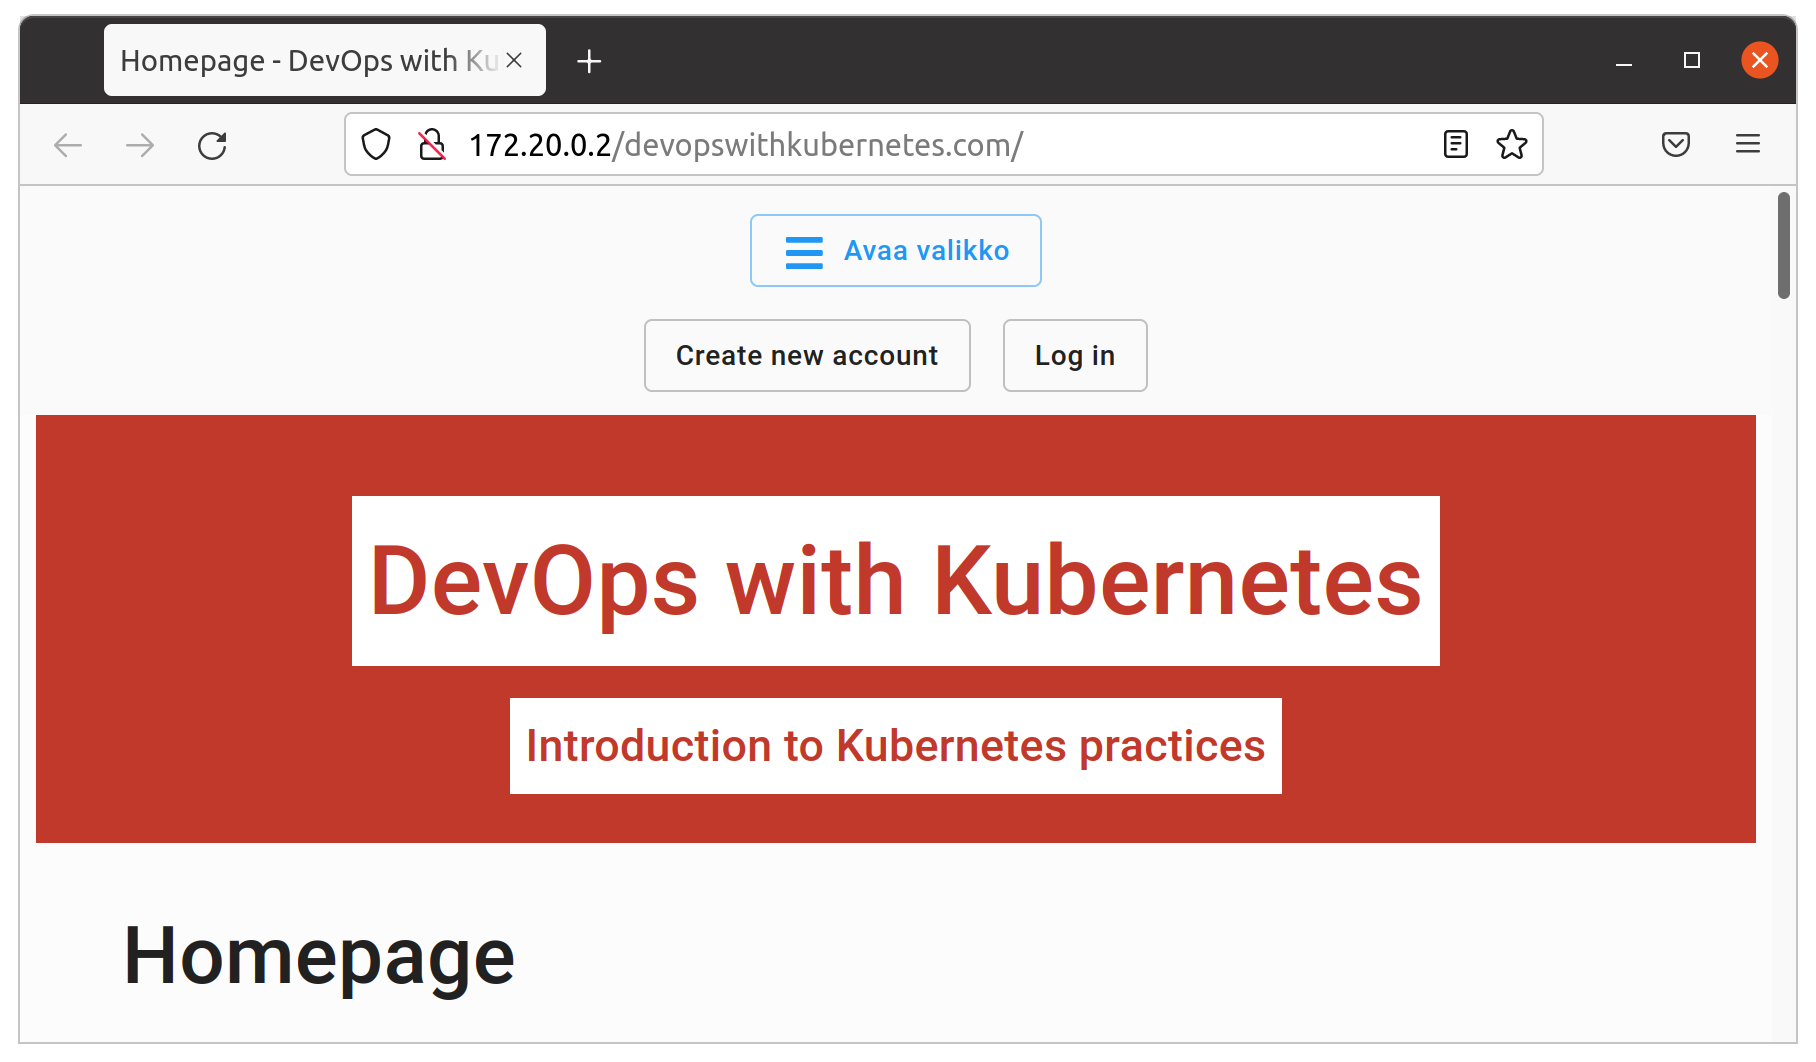 Homepage - DevOps with Ku
172.20.0.2/devopswithkubernetes.com/
Avaa valikko
Create new account Log in
DevOps with Kubernetes
Introduction to Kubernetes practices
Homepage